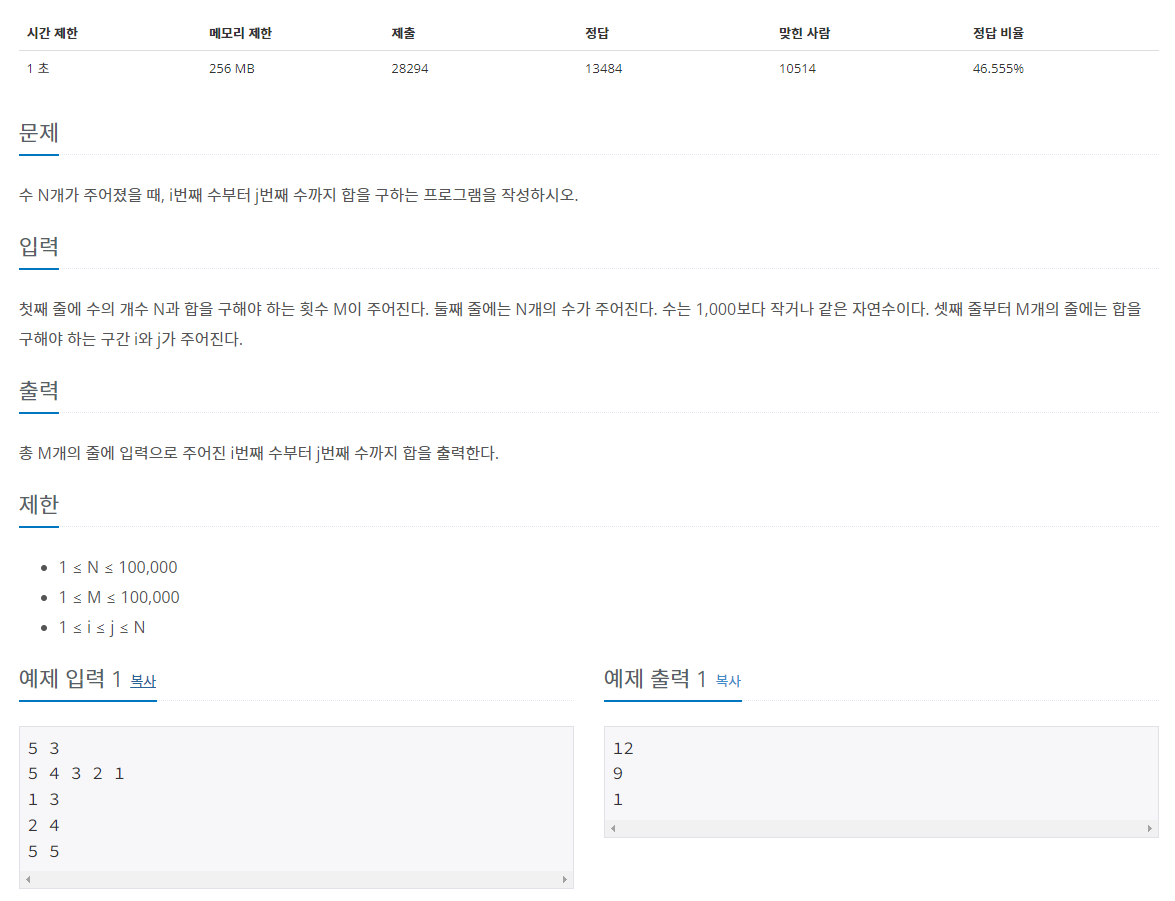 시간 제한 메모리 제한 제출 정답 맞힌 사람 정답 비율
1 초 256 MB 28294 13484 10514 46.555%
문제
수 N개가 주어졌을 때, i번째 수부터 j번째 수까지 합을 구하는 프로그램을 작성하시오.
입력
첫째 줄에 수의 개수 N과 합을 구해야 하는 횟수 M이 주어진다. 둘째 줄에는 N개의 수가 주어진다. 수는 1,000보다 작거나 같은 자연수이다. 셋째 줄부터 M개의 줄에는 합을
구해야 하는 구간 i와 j가 주어진다.
출력
총 M개의 줄에 입력으로 주어진 i번째 수부터 j번째 수까지 합을 출력한다.
제한
• 1 ≤ N ≤ 100,000
• 1 ≤ M ≤ 100,000
• 1 ≤ i ≤ j ≤ N
예제 입력 1 복사
5 3
5 4 3 2 1
1 3
2 4
5 5
예제 출력 1 복사
12
9
1